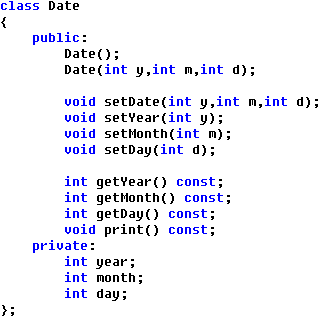 class Date
{
    public:
        Date();
        Date(int y,int m,int d);

        void setDate(int y,int m,int d);
        void setYear(int y);
        void setMonth(int m);
        void setDay(int d);

        int getYear() const;
        int getMonth() const;
        int getDay() const;
        void print() const;
    private:
        int year;
        int month;
        int day;
};